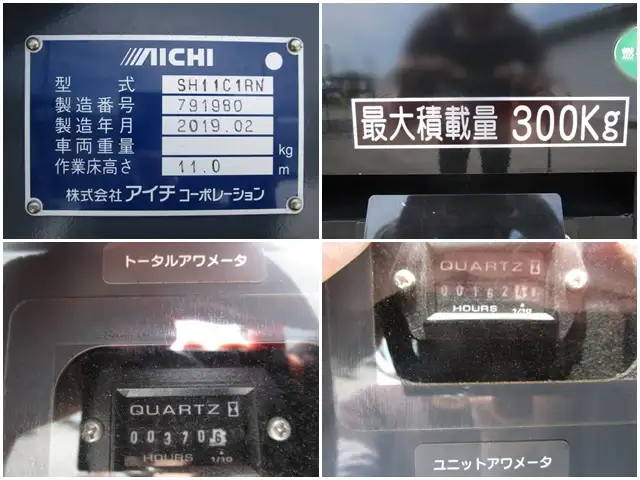 AICHI
型 式 SH11C1RN
製造番号 791980
製造年月 2019.02
車両重量 kg
作業床高さ 11.0 m
株式会社 アイチ コーポレーション
燃
最大積載量 300Kg
トータルアワメータ
QUARTZ
003706
HOURS 1/10
QUARTZ
00162
HOURS 1/10
ユニットアワメータ